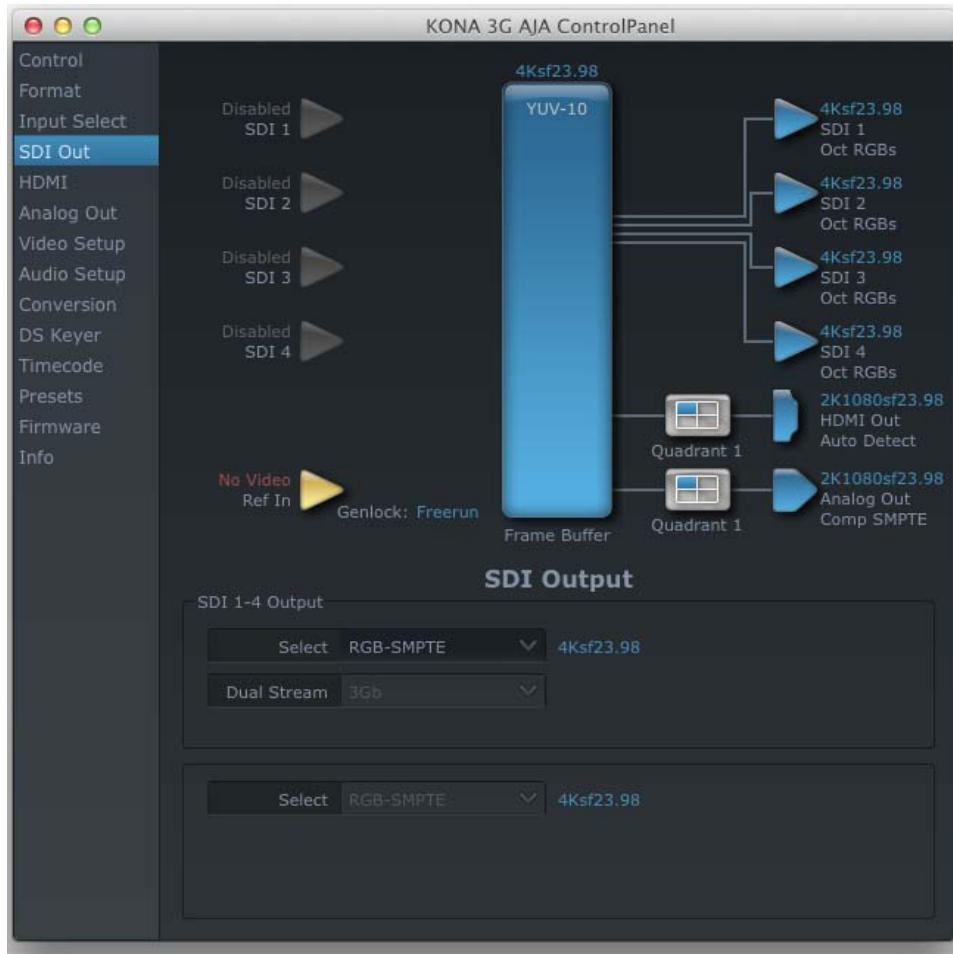 KONA 3G AJA ControlPanel
Control
Format
Input Select
SDI Out
HDMI
Analog Out
Video Setup
Audio Setup
Conversion
DS Keyer
Timecode
Presets
Firmware
Info
4Ksf23.98
YUV-10
Disabled
SDI 1
Disabled
SDI 2
Disabled
SDI 3
Disabled
SDI 4
No Video
Ref In
Genlock: Freerun
Frame Buffer
4Ksf23.98
SDI 1
Oct RGBs
4Ksf23.98
SDI 2
Oct RGBs
4Ksf23.98
SDI 3
Oct RGBs
4Ksf23.98
SDI 4
Oct RGBs
Quadrant 1
2K1080sf23.98
HDMI Out
Auto Detect
Quadrant 1
2K1080sf23.98
Analog Out
Comp SMPTE
SDI Output
SDI 1-4 Output
Select RGB-SMPTE 4Ksf23.98
Dual Stream 3Gb
Select RGB-SMPTE 4Ksf23.98